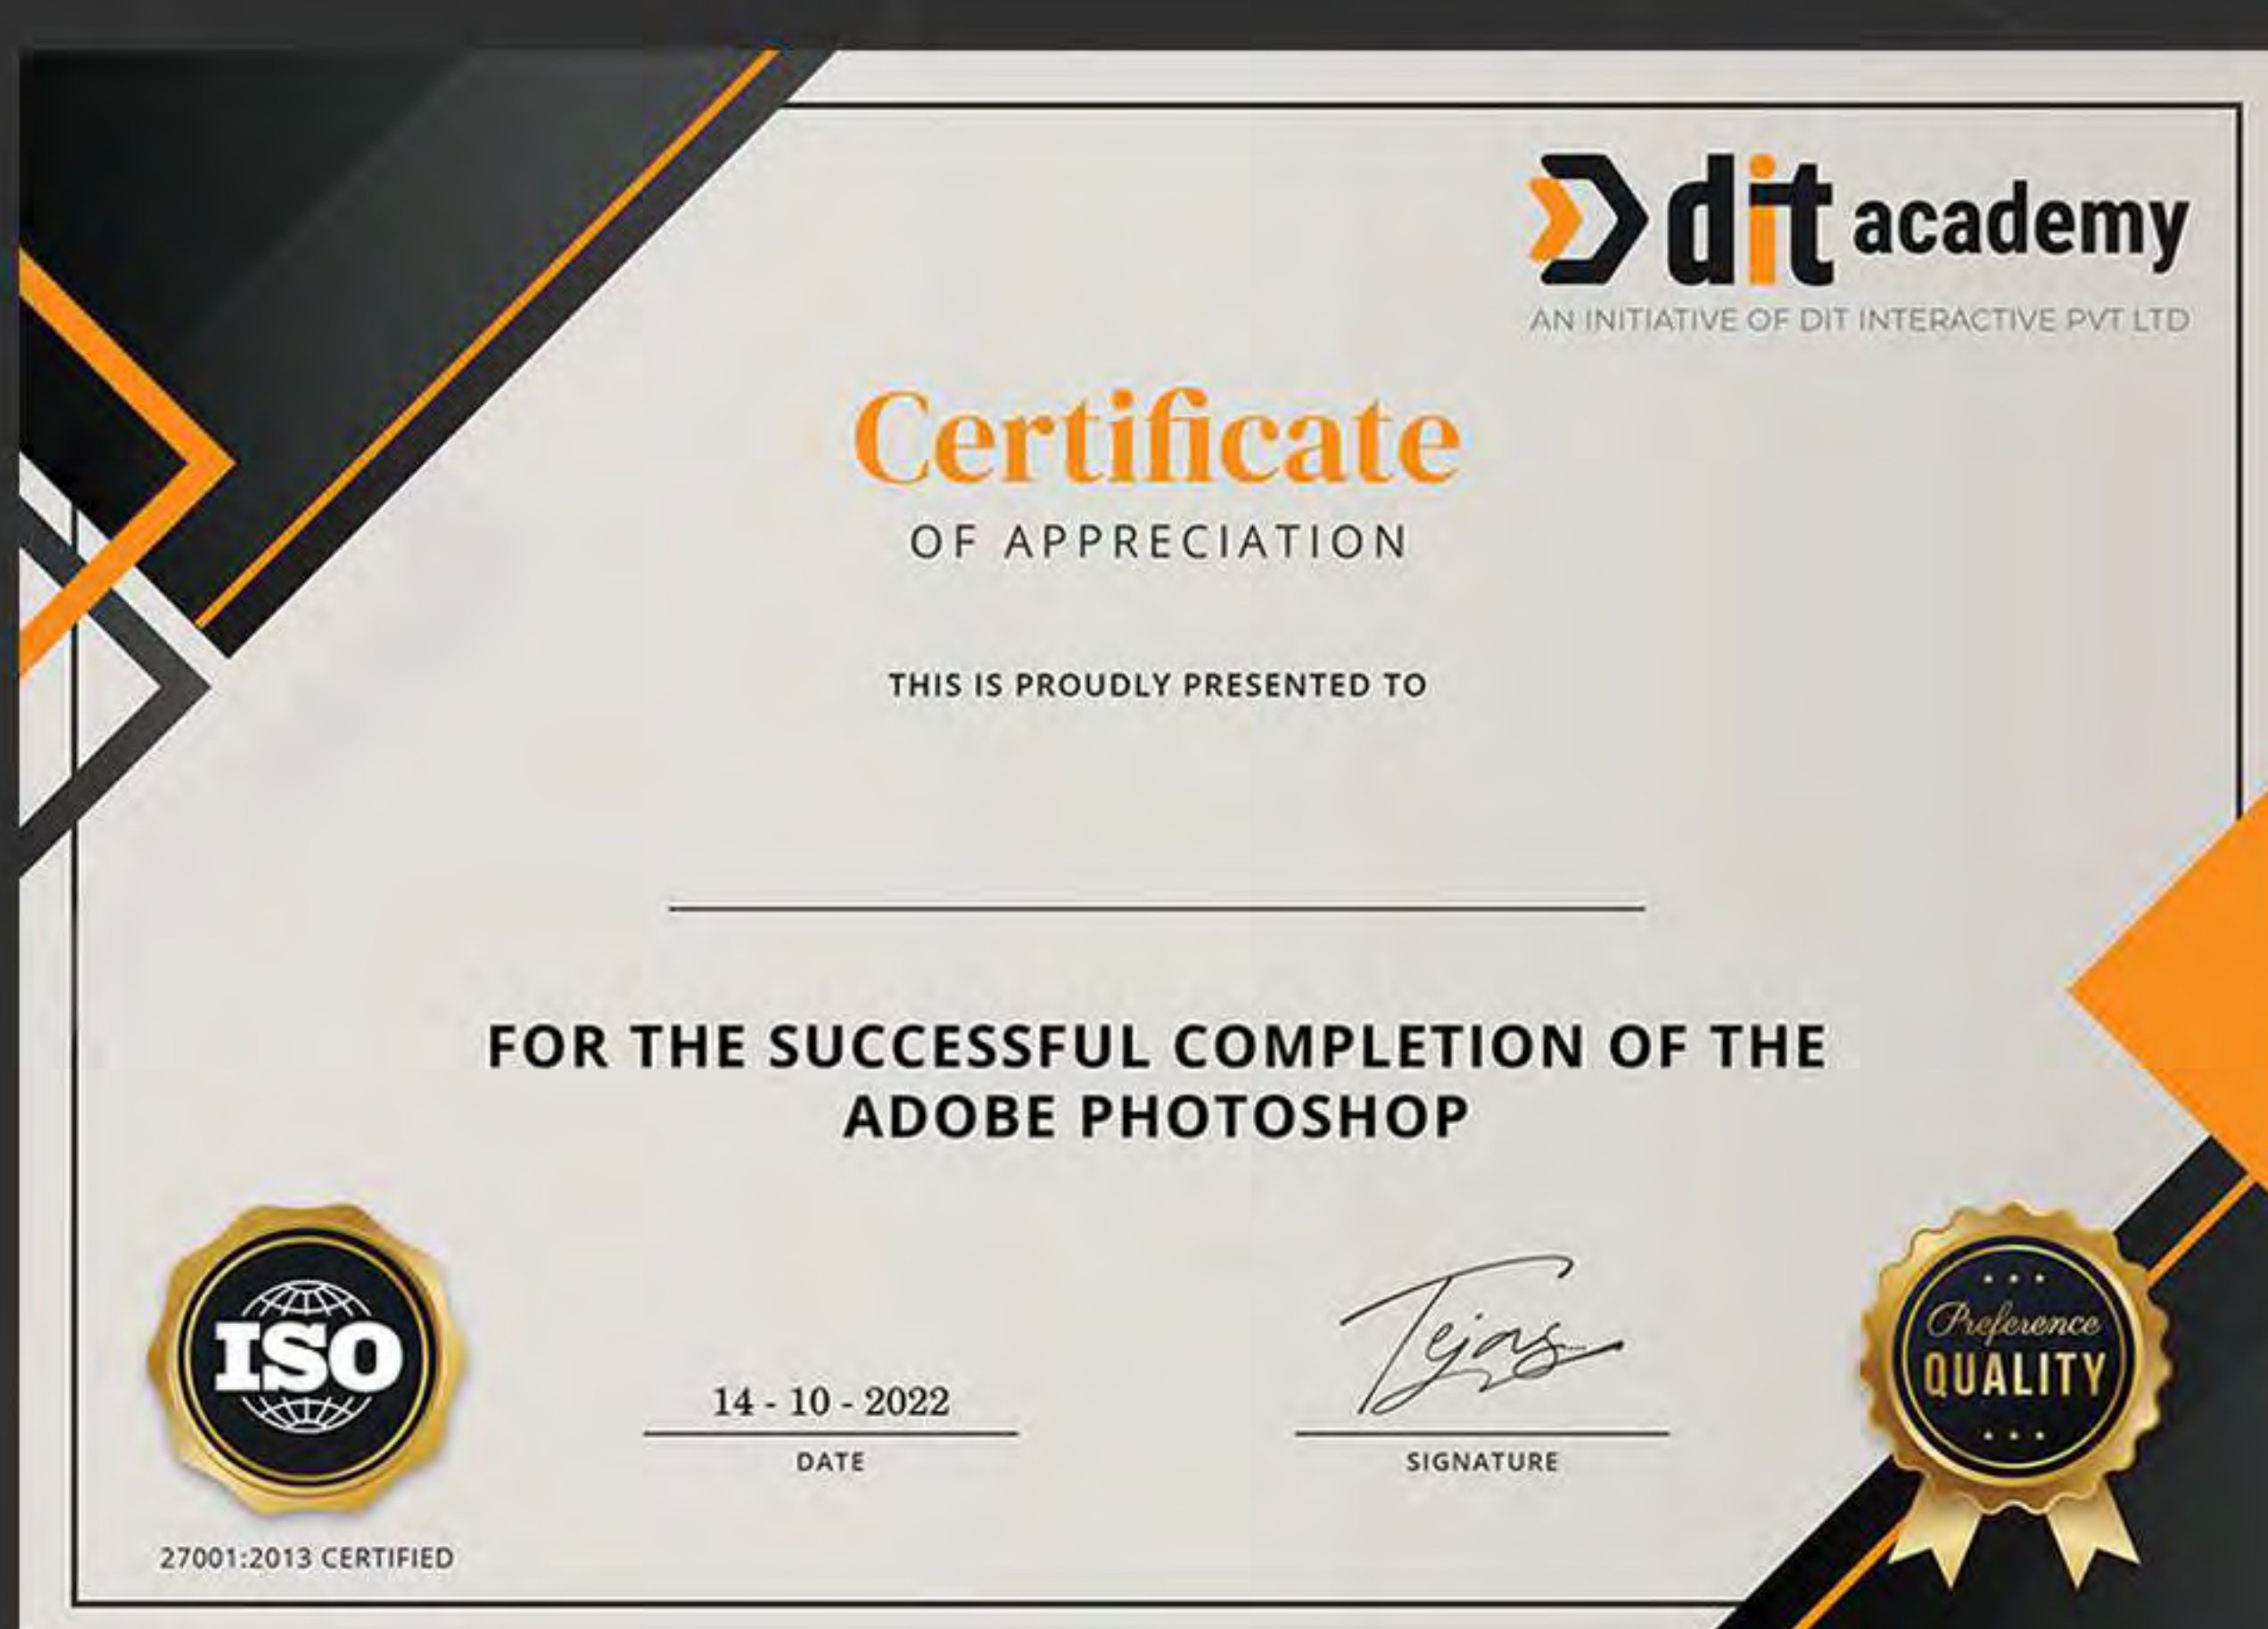 dit academy
AN INITIATIVE OF DIT INTERACTIVE PVT LTD
Certificate
OF APPRECIATION
THIS IS PROUDLY PRESENTED TO
FOR THE SUCCESSFUL COMPLETION OF THE
ADOBE PHOTOSHOP
ISO
27001:2013 CERTIFIED
14 - 10 - 2022
DATE
Tejas
SIGNATURE
Preference
QUALITY